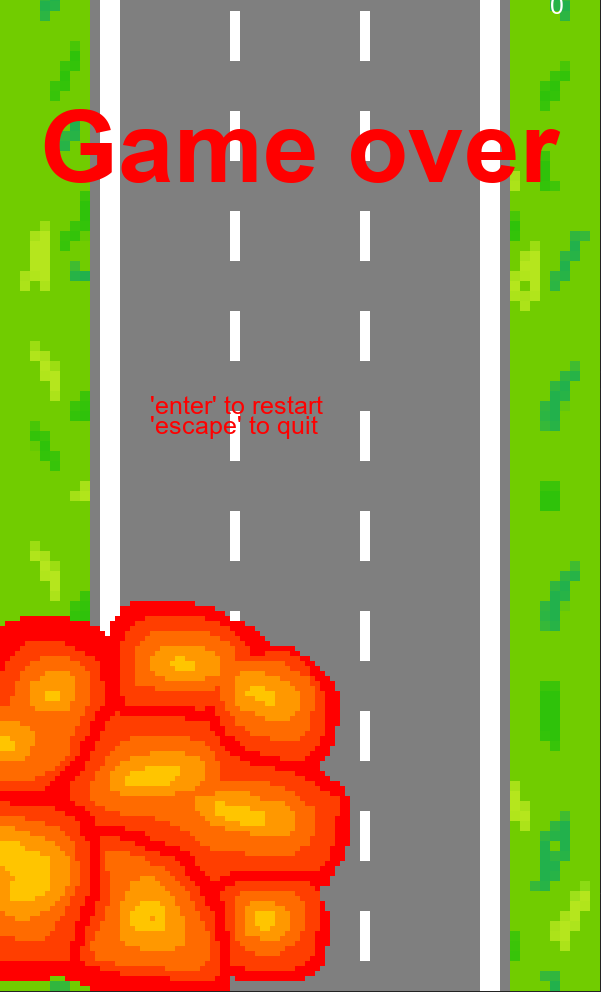 0
Game over
'enter' to restart
'escape' to quit